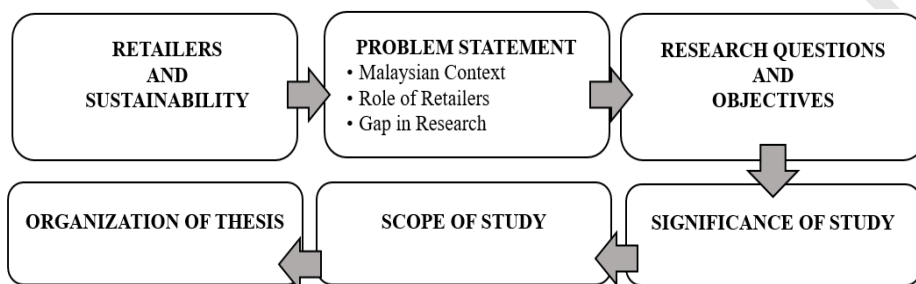 RETAILERS
AND
SUSTAINABILITY
PROBLEM STATEMENT
• Malaysian Context
• Role of Retailers
• Gap in Research
RESEARCH QUESTIONS
AND
OBJECTIVES
SIGNIFICANCE OF STUDY
SCOPE OF STUDY
ORGANIZATION OF THESIS